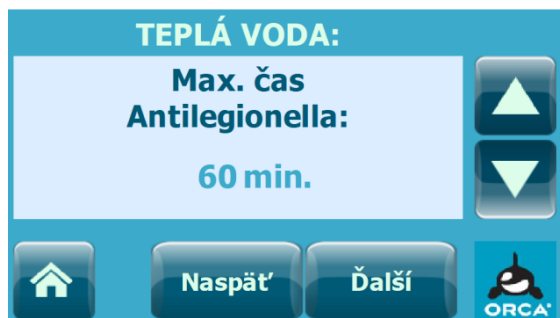 TEPLÁ VODA:
Max. čas
Antilegionella:
60 min.
Naspäť
Ďalší
ORCA